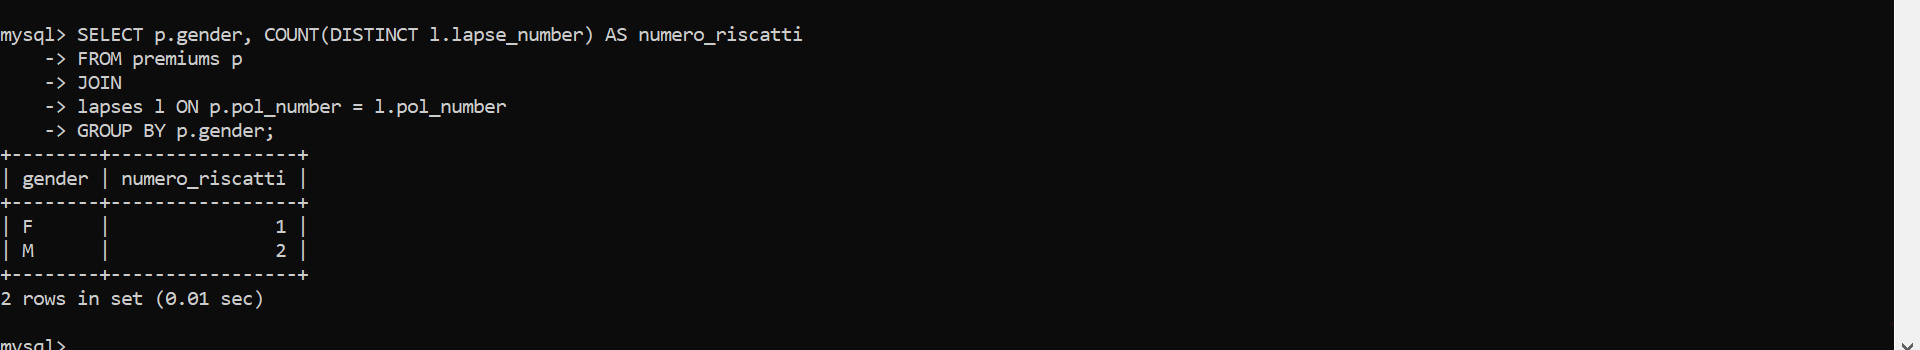 mysql> SELECT p.gender, COUNT(DISTINCT l.lapse_number) AS numero_riscatti
    -> FROM premiums p
    -> JOIN
    -> lapses l ON p.pol_number = l.pol_number
    -> GROUP BY p.gender;
+--------+-----------------+
| gender | numero_riscatti |
+--------+-----------------+
| F      |               1 |
| M      |               2 |
+--------+-----------------+
2 rows in set (0.01 sec)
mysql>